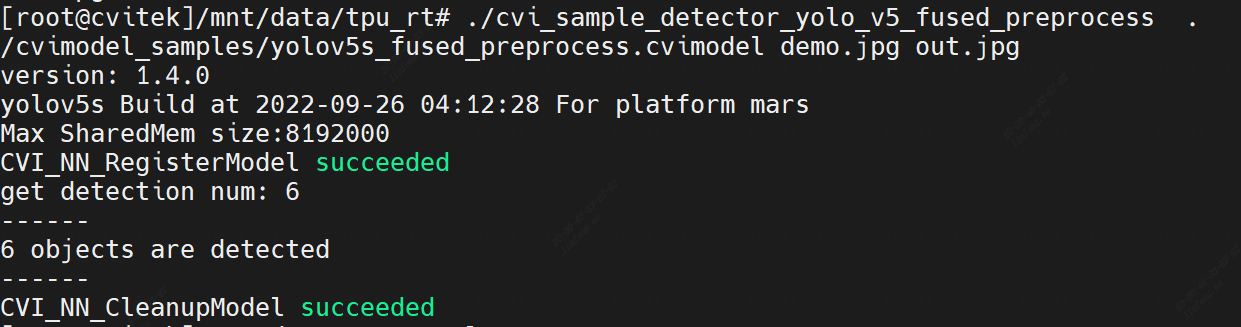 [root@cvitek]/mnt/data/tpu_rt# ./cvi_sample_detector_yolo_v5_fused_preprocess  .
/cvimodel_samples/yolov5s_fused_preprocess.cvimodel demo.jpg out.jpg
version: 1.4.0
yolov5s Build at 2022-09-26 04:12:28 For platform mars
Max SharedMem size:8192000
CVI_NN_RegisterModel succeeded
get detection num: 6
------
6 objects are detected
------
CVI_NN_CleanupModel succeeded